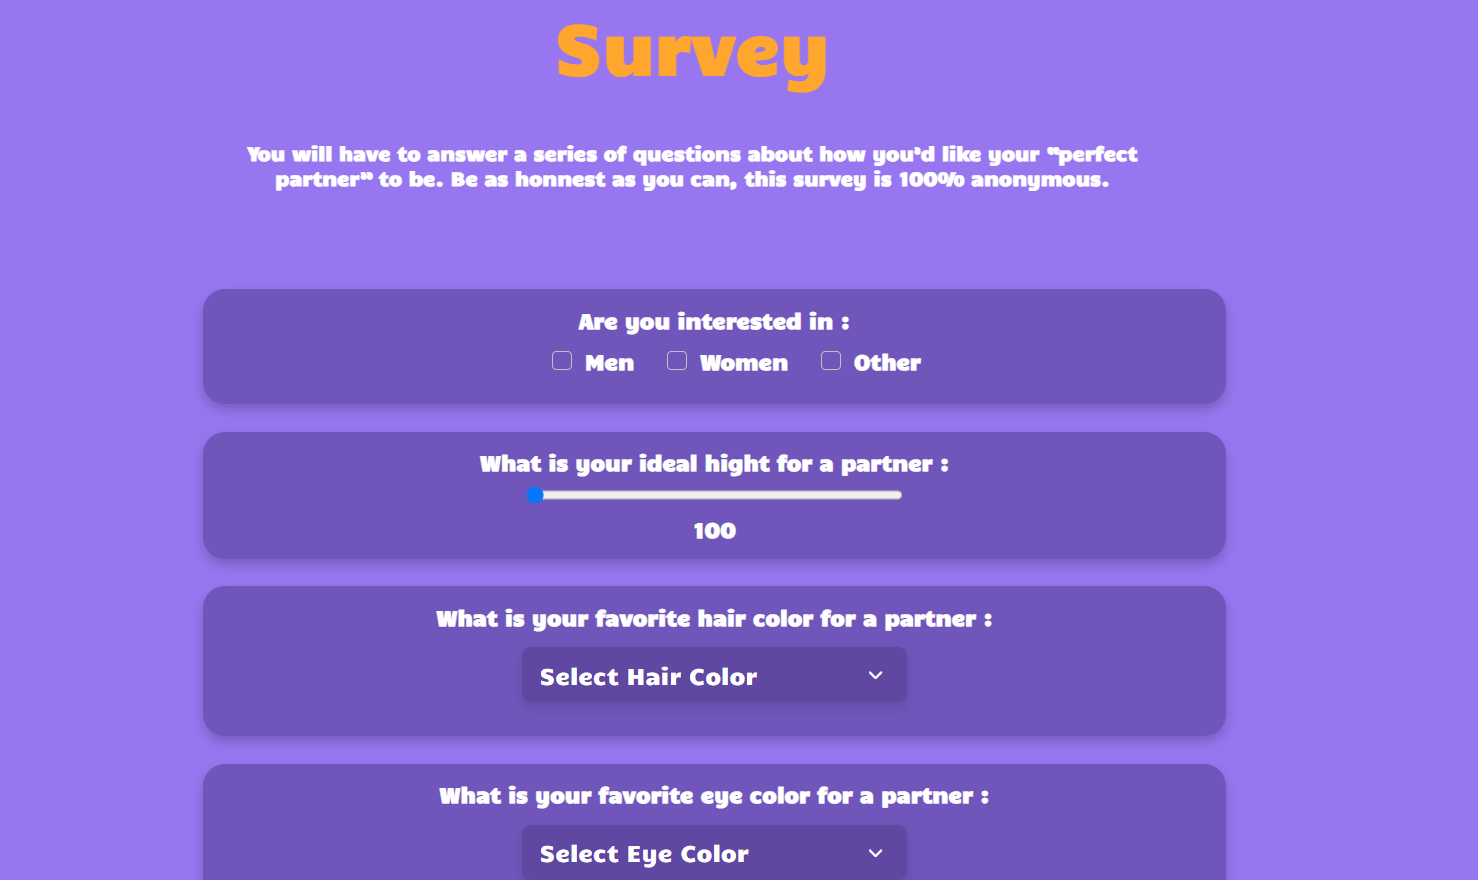 Survey
You will have to answer a series of questions about how you'd like your “perfect
partner” to be. Be as honnest as you can, this survey is 100% anonymous.
Are you interested in :
Men Women Other
What is your ideal hight for a partner :
100
What is your favorite hair color for a partner :
Select Hair Color
What is your favorite eye color for a partner :
Select Eye Color